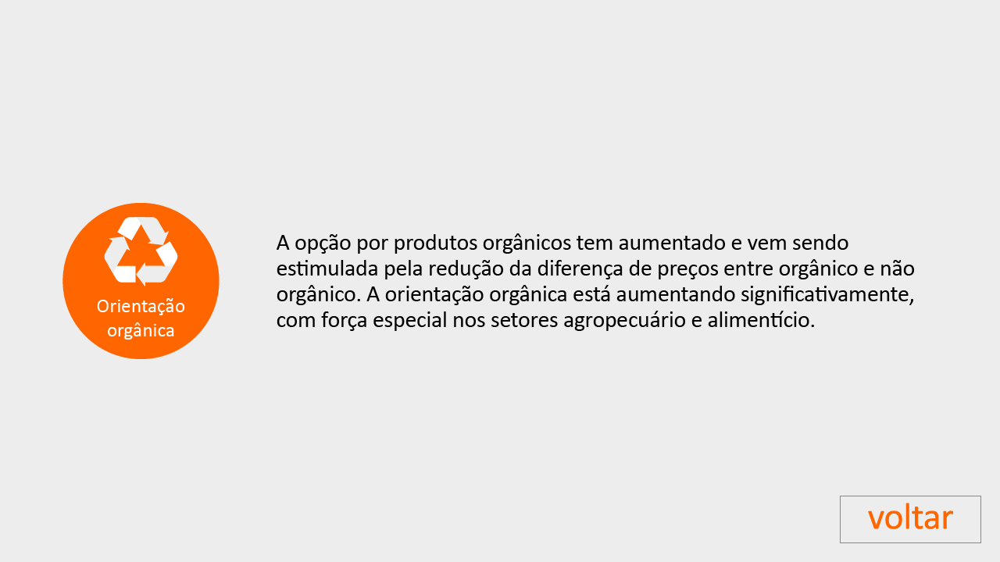 Orientação
orgânica
A opção por produtos orgânicos tem aumentado e vem sendo
estimulada pela redução da diferença de preços entre orgânico e não
orgânico. A orientação orgânica está aumentando significativamente,
com força especial nos setores agropecuário e alimentício.
voltar